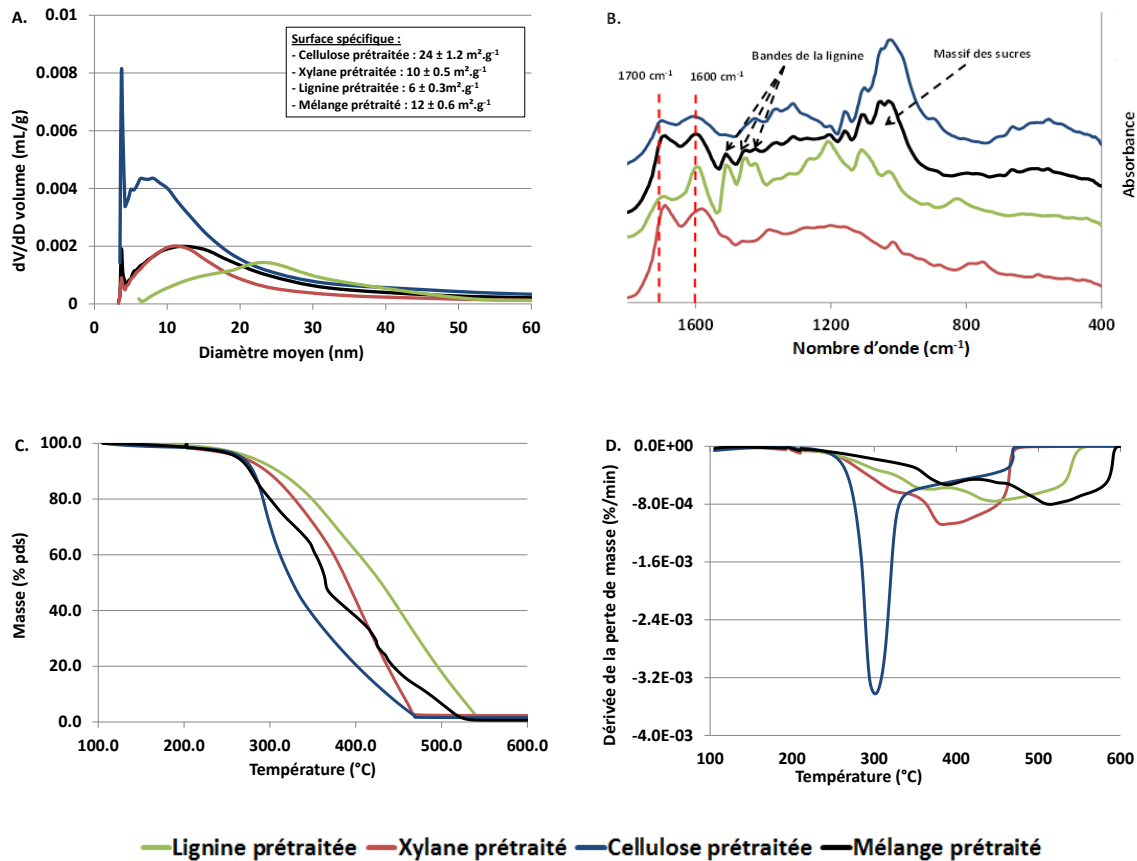 A.
0.01
0.008
0.006
0.004
0.002
0
dV/dD volume (mL/g)
0 10 20 30 40 50 60
Diamètre moyen (nm)
Surface spécifique :
- Cellulose prétraitée : 24 ± 1.2 m².g⁻¹
- Xylane prétraitée : 10 ± 0.5 m².g⁻¹
- Lignine prétraitée : 6 ± 0.3m².g⁻¹
- Mélange prétraité : 12 ± 0.6 m².g⁻¹
B.
1700 cm⁻¹
1600 cm⁻¹
Bandes de la lignine
Massif des sucres
Absorbance
1600 1200 800 400
Nombre d’onde (cm⁻¹)
C.
100.0
80.0
60.0
40.0
20.0
0.0
Masse (% pds)
100.0 200.0 300.0 400.0 500.0 600.0
Température (°C)
D.
0.0E+00
-8.0E-04
-1.6E-03
-2.4E-03
-3.2E-03
-4.0E-03
Dérivée de la perte de masse (%/min)
100 200 300 400 500 600
Température (°C)
Lignine prétraitée Xylane prétraité Cellulose prétraitée Mélange prétraité